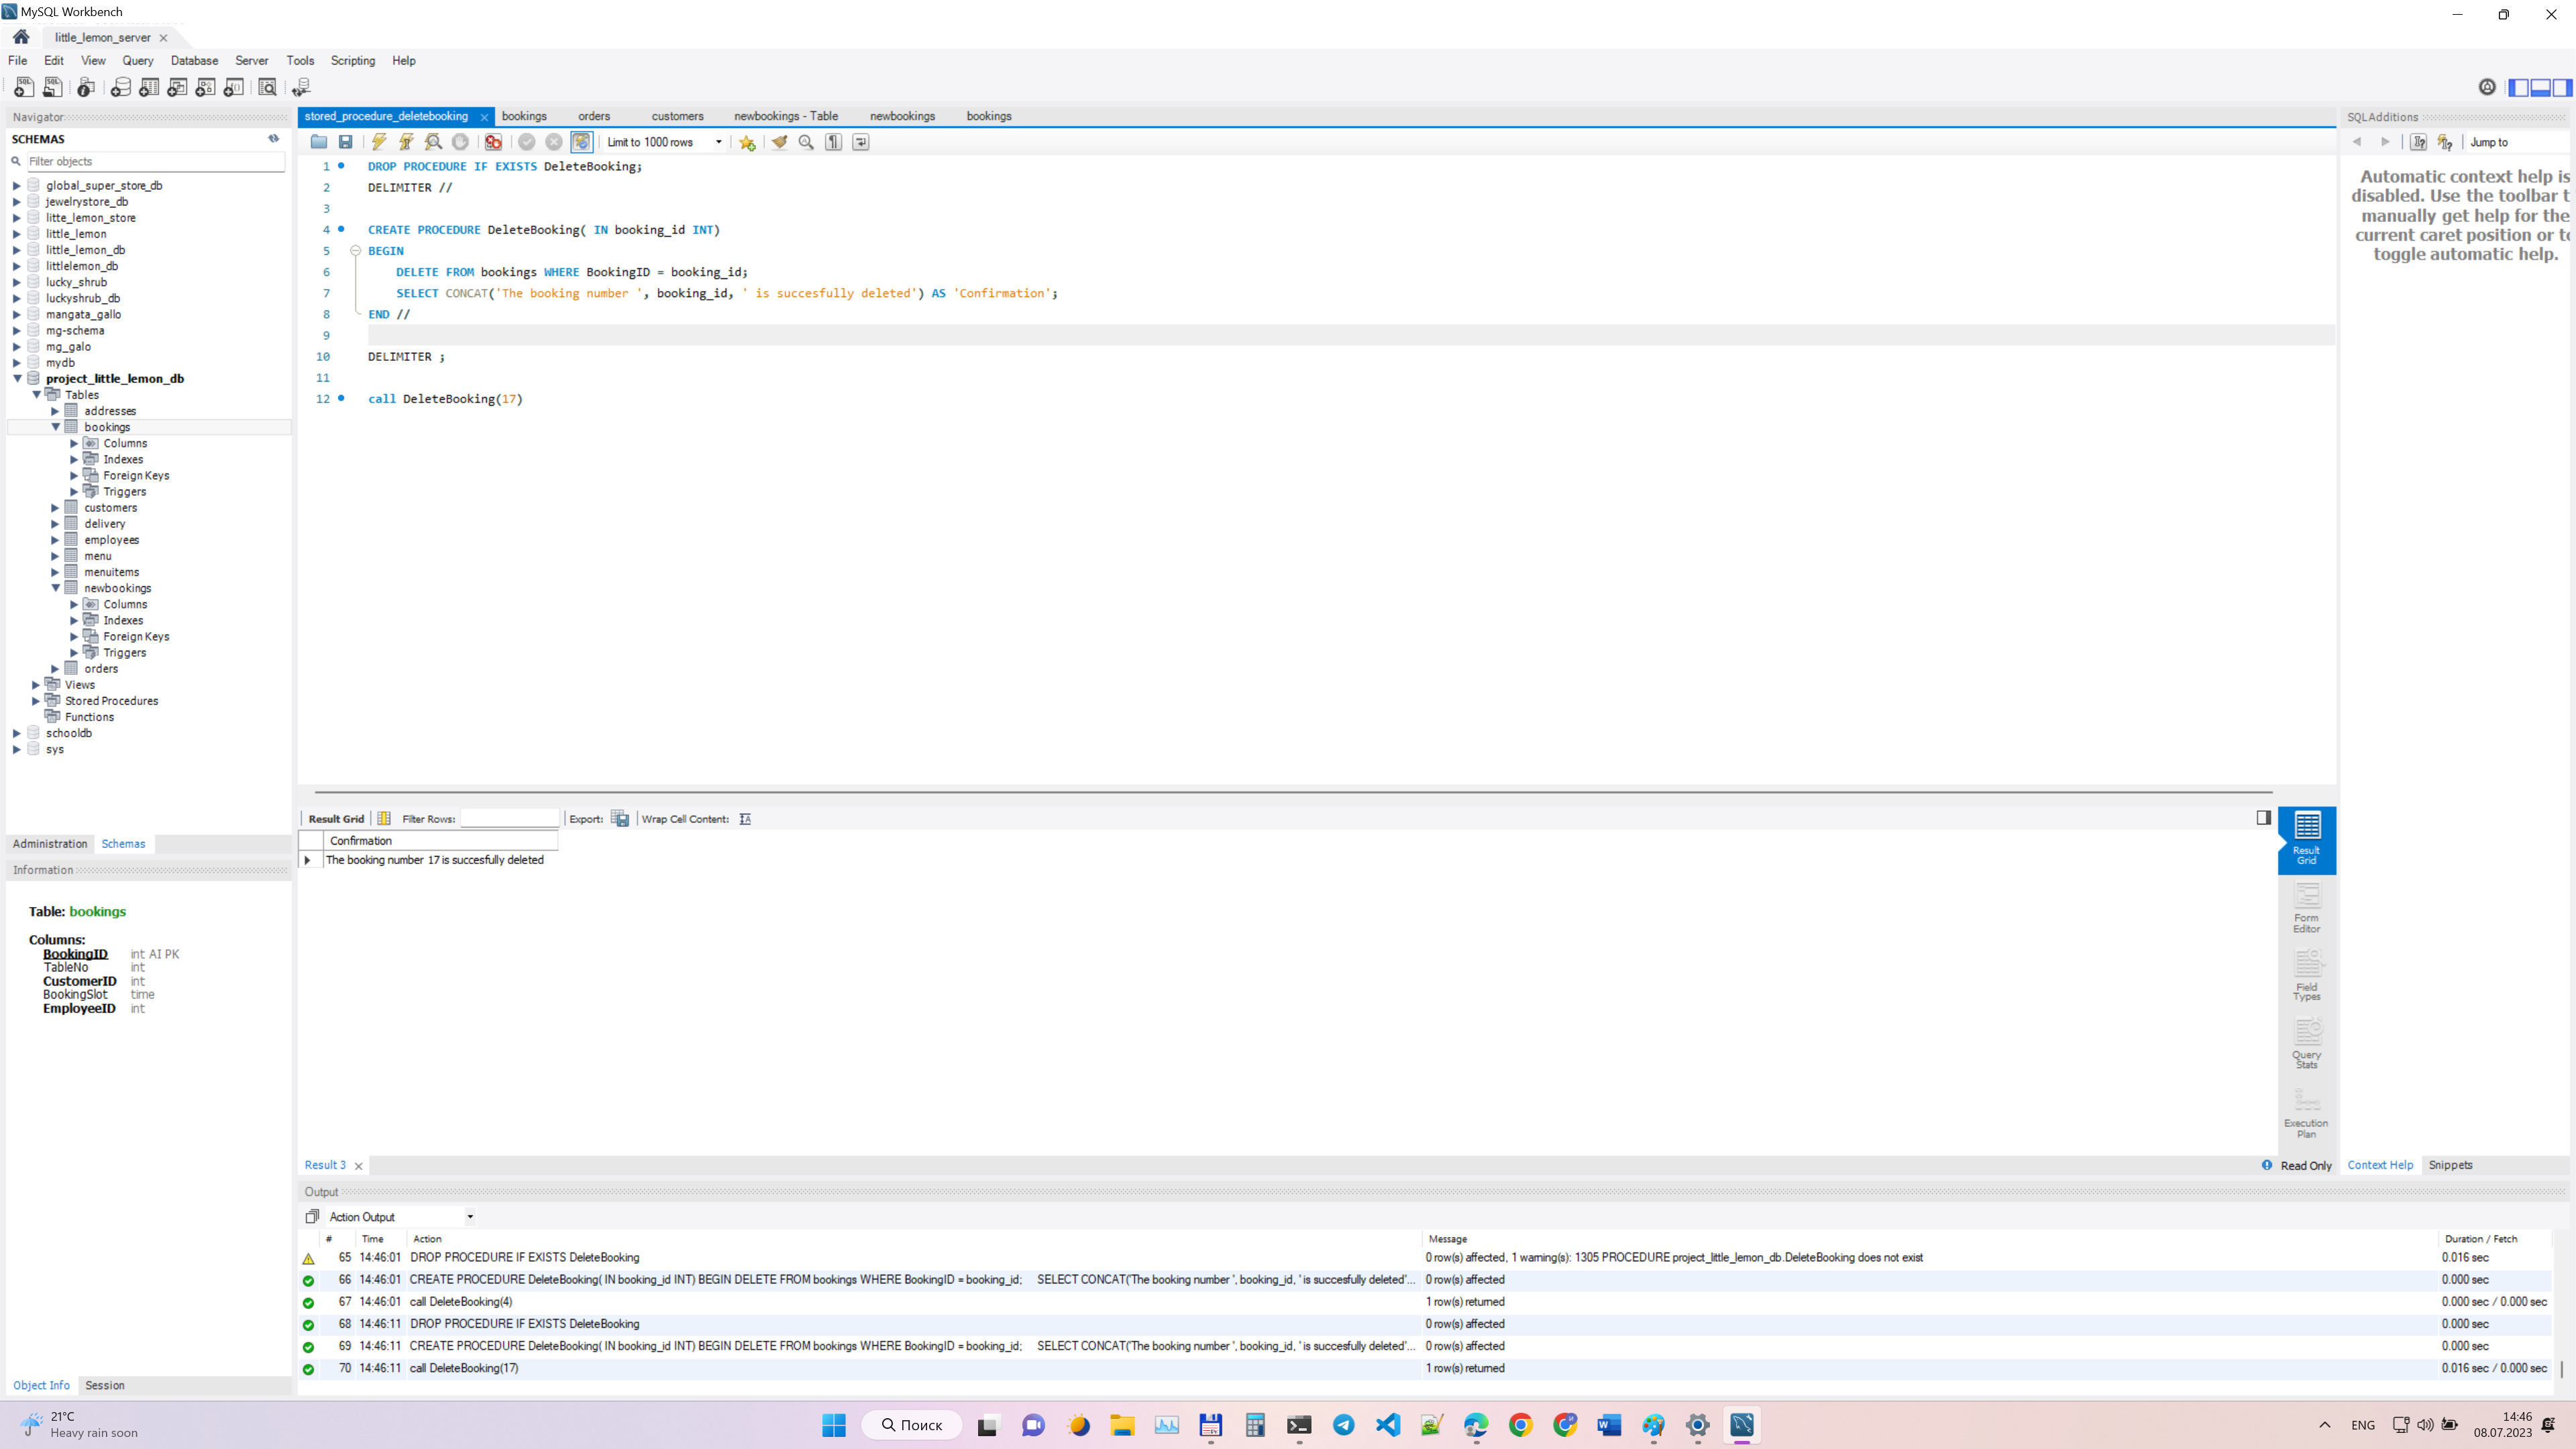 MySQL Workbench
little_lemon_server
File Edit View Query Database Server Tools Scripting Help
Navigator
SCHEMAS
Filter objects
global_super_store_db
jewelrystore_db
litte_lemon_store
little_lemon
little_lemon_db
littlelemon_db
lucky_shrub
luckyshrub_db
mangata_gallo
mg-schema
mg_galo
mydb
project_little_lemon_db
Tables
addresses
bookings
Columns
Indexes
Foreign Keys
Triggers
customers
delivery
employees
menu
menuitems
newbookings
Columns
Indexes
Foreign Keys
Triggers
orders
Views
Stored Procedures
Functions
schooldb
sys
Administration Schemas
Information
Table: bookings
Columns:
BookingID int AI PK
TableNo int
CustomerID int
BookingSlot time
EmployeeID int
Object Info Session
stored_procedure_deletebooking bookings orders customers newbookings - Table newbookings bookings
Limit to 1000 rows
1 DROP PROCEDURE IF EXISTS DeleteBooking;
2 DELIMITER //
3
4 CREATE PROCEDURE DeleteBooking( IN booking_id INT)
5 BEGIN
6 DELETE FROM bookings WHERE BookingID = booking_id;
7 SELECT CONCAT('The booking number ', booking_id, ' is succesfully deleted') AS 'Confirmation';
8 END //
9
10 DELIMITER ;
11
12 call DeleteBooking(17)
Result Grid Filter Rows: Export: Wrap Cell Content:
Confirmation
The booking number 17 is succesfully deleted
Result Grid
Form Editor
Field Types
Query Stats
Execution Plan
Result 3
Read Only
SQLAdditions
Jump to
Automatic context help is
disabled. Use the toolbar t
manually get help for the
current caret position or to
toggle automatic help.
Context Help Snippets
Output
Action Output
# Time Action Message Duration / Fetch
65 14:46:01 DROP PROCEDURE IF EXISTS DeleteBooking 0 row(s) affected, 1 warning(s): 1305 PROCEDURE project_little_lemon_db.DeleteBooking does not exist 0.016 sec
66 14:46:01 CREATE PROCEDURE DeleteBooking( IN booking_id INT) BEGIN DELETE FROM bookings WHERE BookingID = booking_id; SELECT CONCAT('The booking number ', booking_id, ' is succesfully deleted'... 0 row(s) affected 0.000 sec
67 14:46:01 call DeleteBooking(4) 1 row(s) returned 0.000 sec / 0.000 sec
68 14:46:11 DROP PROCEDURE IF EXISTS DeleteBooking 0 row(s) affected 0.000 sec
69 14:46:11 CREATE PROCEDURE DeleteBooking( IN booking_id INT) BEGIN DELETE FROM bookings WHERE BookingID = booking_id; SELECT CONCAT('The booking number ', booking_id, ' is succesfully deleted'... 0 row(s) affected 0.000 sec
70 14:46:11 call DeleteBooking(17) 1 row(s) returned 0.016 sec / 0.000 sec
21°C
Heavy rain soon
Поиск
ENG
14:46
08.07.2023